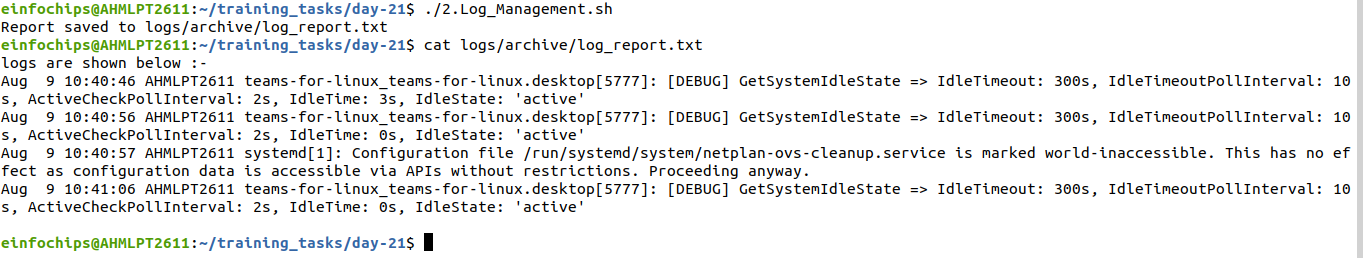 einfochips@AHMLPT2611:~/training_tasks/day-21$ ./2.Log_Management.sh
Report saved to logs/archive/log_report.txt
einfochips@AHMLPT2611:~/training_tasks/day-21$ cat logs/archive/log_report.txt
logs are shown below :-
Aug  9 10:40:46 AHMLPT2611 teams-for-linux_teams-for-linux.desktop[5777]: [DEBUG] GetSystemIdleState => IdleTimeout: 300s, IdleTimeoutPollInterval: 10
s, ActiveCheckPollInterval: 2s, IdleTime: 3s, IdleState: 'active'
Aug  9 10:40:56 AHMLPT2611 teams-for-linux_teams-for-linux.desktop[5777]: [DEBUG] GetSystemIdleState => IdleTimeout: 300s, IdleTimeoutPollInterval: 10
s, ActiveCheckPollInterval: 2s, IdleTime: 0s, IdleState: 'active'
Aug  9 10:40:57 AHMLPT2611 systemd[1]: Configuration file /run/systemd/system/netplan-ovs-cleanup.service is marked world-inaccessible. This has no ef
fect as configuration data is accessible via APIs without restrictions. Proceeding anyway.
Aug  9 10:41:06 AHMLPT2611 teams-for-linux_teams-for-linux.desktop[5777]: [DEBUG] GetSystemIdleState => IdleTimeout: 300s, IdleTimeoutPollInterval: 10
s, ActiveCheckPollInterval: 2s, IdleTime: 0s, IdleState: 'active'
einfochips@AHMLPT2611:~/training_tasks/day-21$